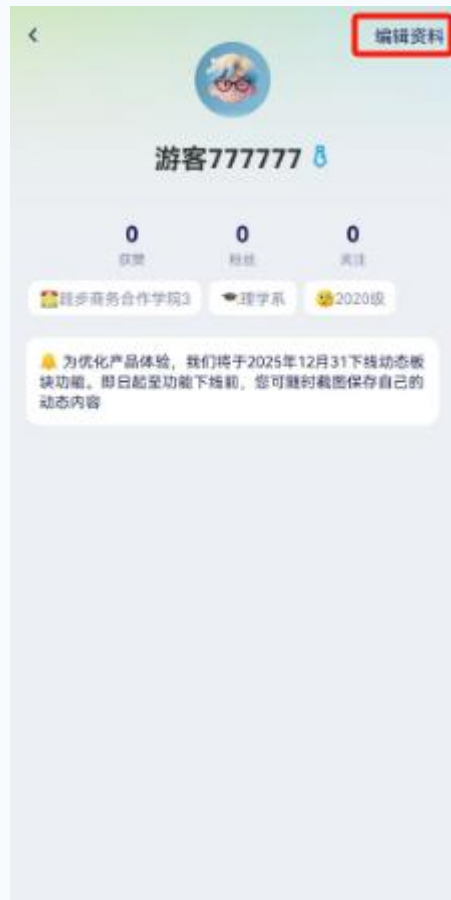 编辑资料
游客777777
0 0 0
获赞 粉丝 关注
商务合作学院3 理学系 2020级
为优化产品体验，我们将于2025年12月31下线动态板
块功能。即日起至功能下线前，您可随时截图保存自己的
动态内容